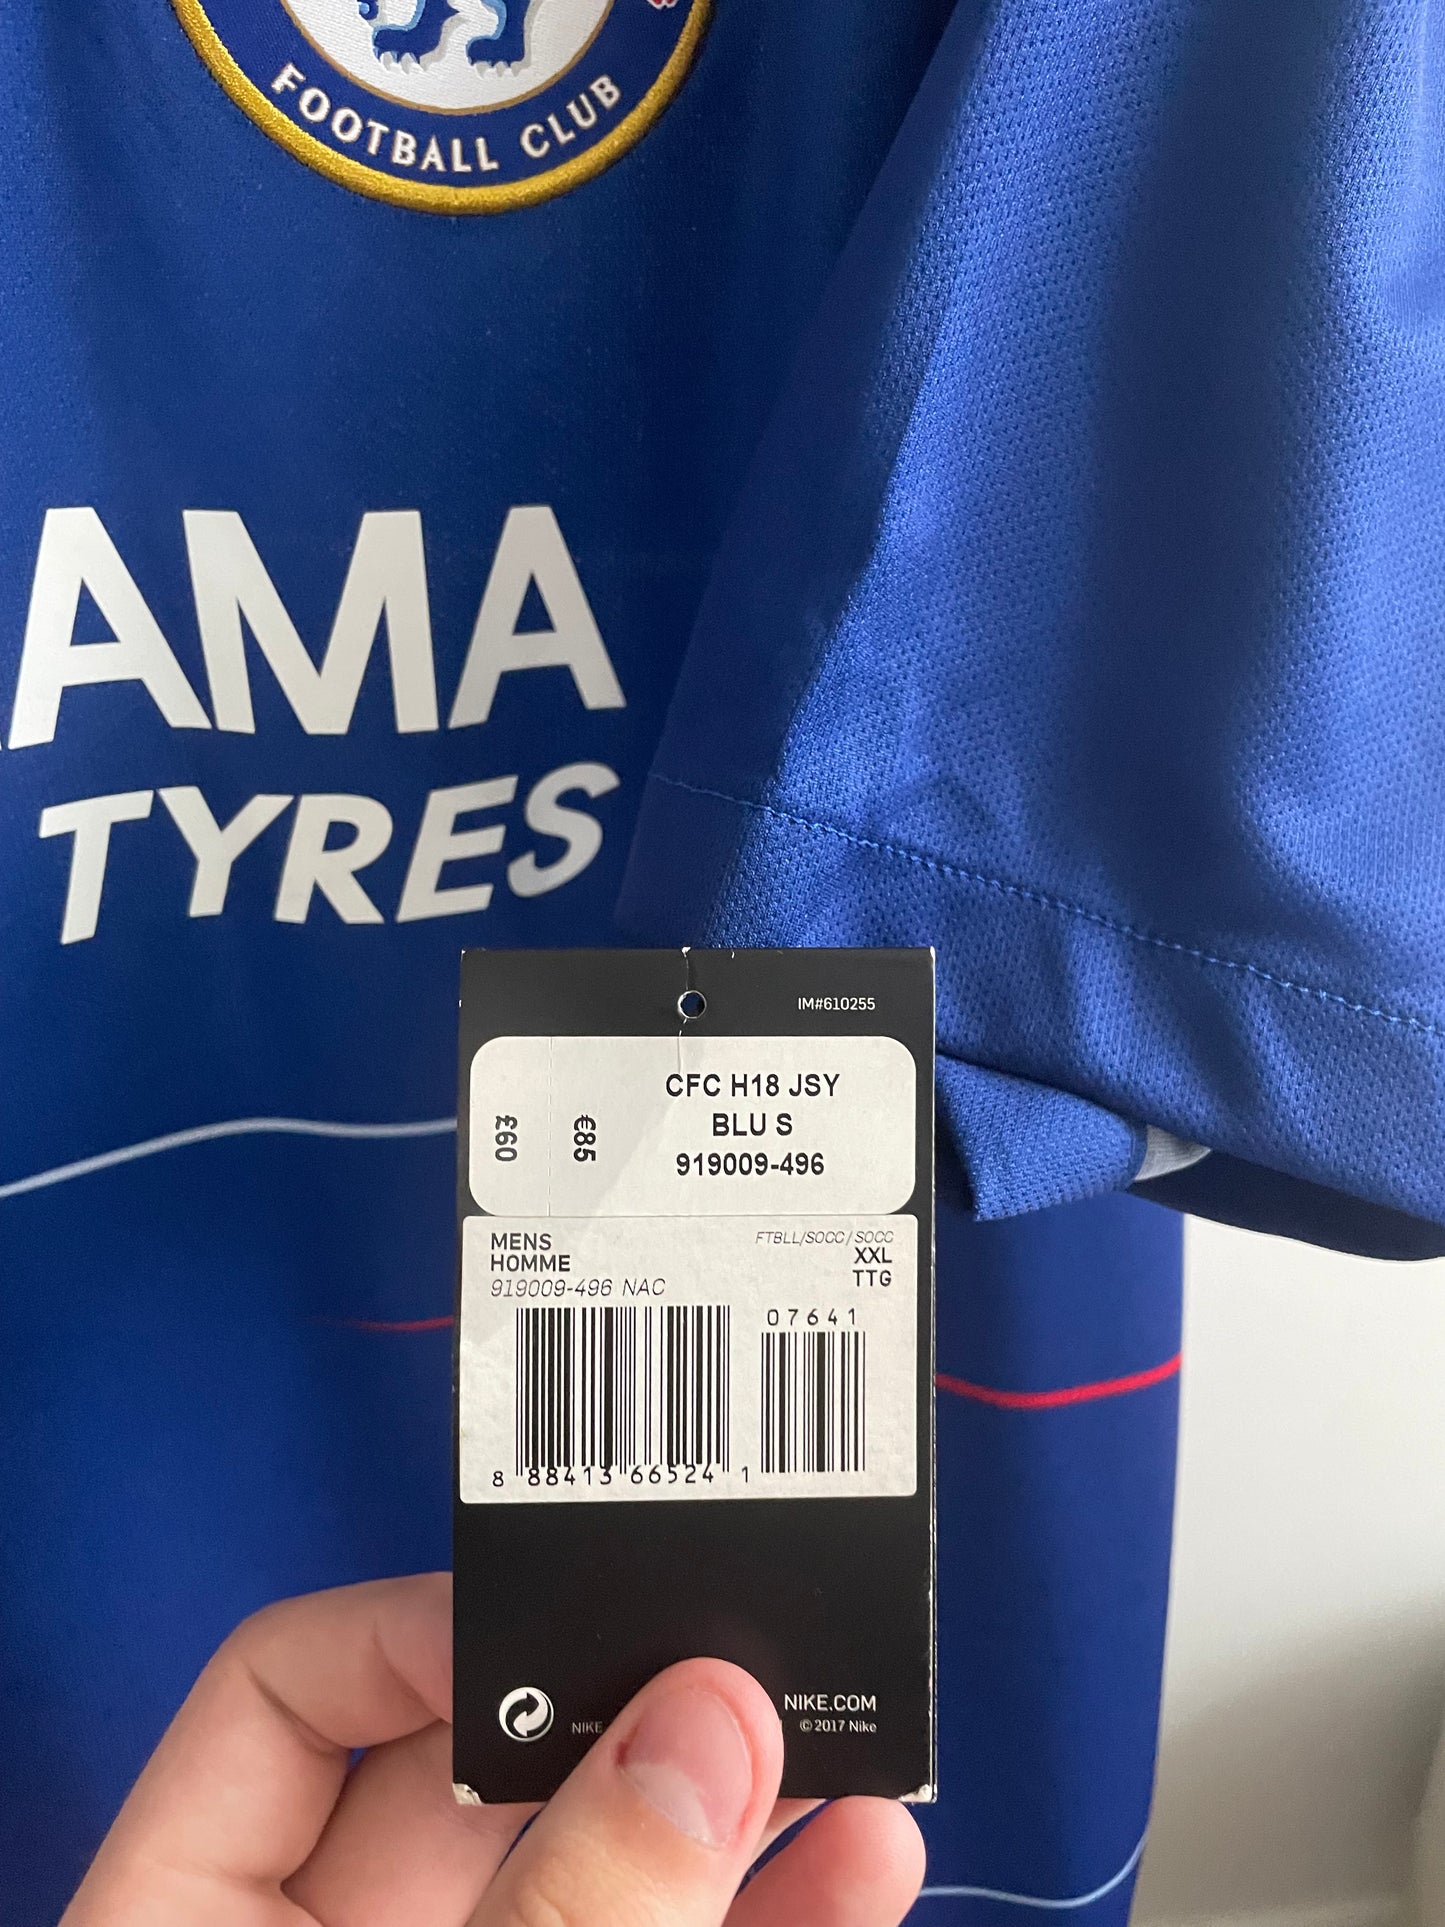 FOOTBALL CLUB
AMA
TYRES
IM#610255
CFC H18 JSY
BLU S
919009-496
£60
€85
MENS
HOMME
919009-496 NAC
FTBLL/SOCC/SOCC
XXL
TTG
07641
8 88413 66524 1
NIKE.COM
NIKE
© 2017 Nike